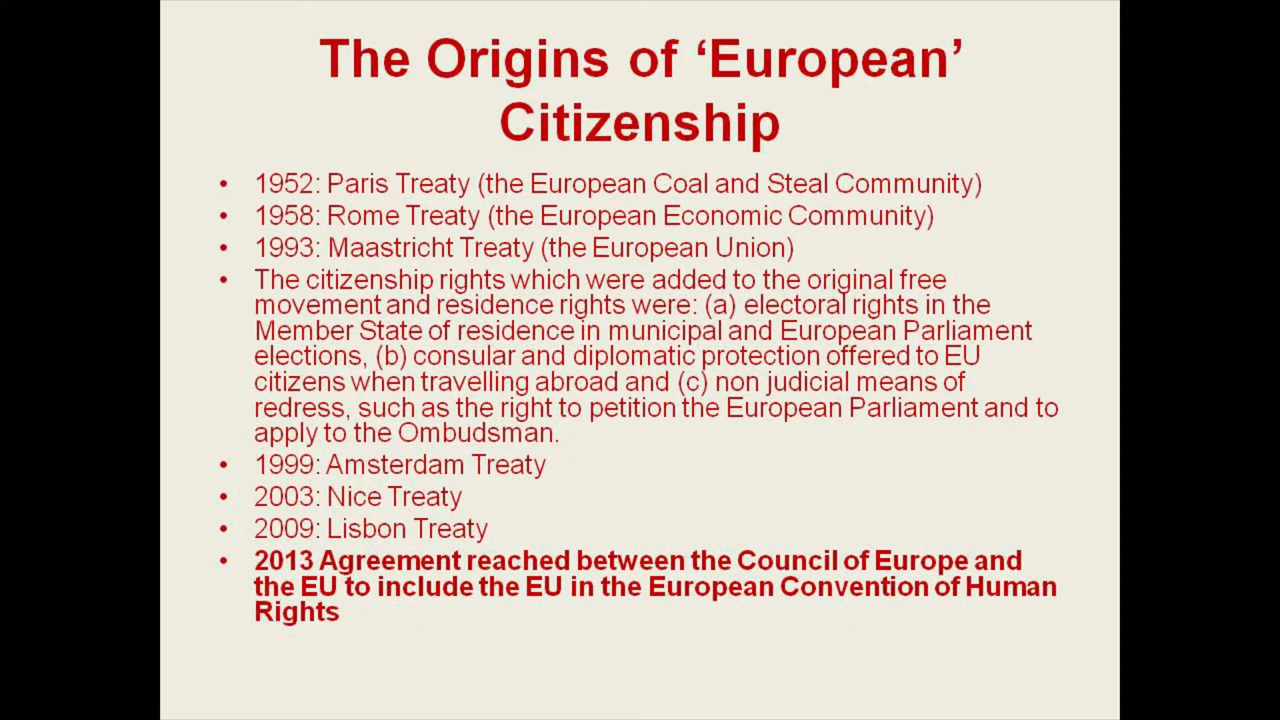 The Origins of ‘European’
Citizenship
• 1952: Paris Treaty (the European Coal and Steal Community)
• 1958: Rome Treaty (the European Economic Community)
• 1993: Maastricht Treaty (the European Union)
• The citizenship rights which were added to the original free
movement and residence rights were: (a) electoral rights in the
Member State of residence in municipal and European Parliament
elections, (b) consular and diplomatic protection offered to EU
citizens when travelling abroad and (c) non judicial means of
redress, such as the right to petition the European Parliament and to
apply to the Ombudsman.
• 1999: Amsterdam Treaty
• 2003: Nice Treaty
• 2009: Lisbon Treaty
• 2013 Agreement reached between the Council of Europe and
the EU to include the EU in the European Convention of Human
Rights